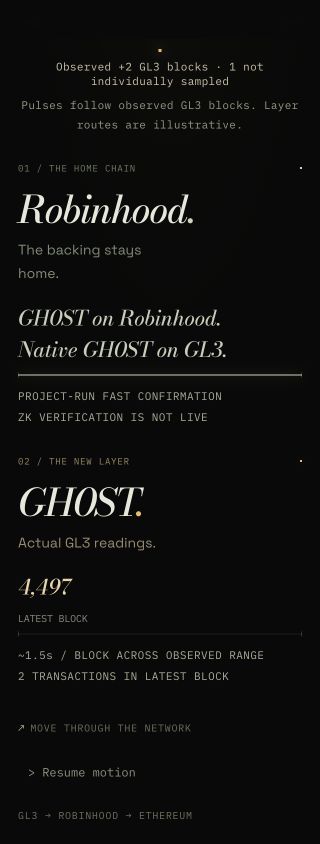 Observed +2 GL3 blocks · 1 not
individually sampled
Pulses follow observed GL3 blocks. Layer
routes are illustrative.
01 / THE HOME CHAIN
Robinhood.
The backing stays
home.
GHOST on Robinhood.
Native GHOST on GL3.
PROJECT-RUN FAST CONFIRMATION
ZK VERIFICATION IS NOT LIVE
02 / THE NEW LAYER
GHOST.
Actual GL3 readings.
4,497
LATEST BLOCK
~1.5s / BLOCK ACROSS OBSERVED RANGE
2 TRANSACTIONS IN LATEST BLOCK
↗ MOVE THROUGH THE NETWORK
> Resume motion
GL3 → ROBINHOOD → ETHEREUM